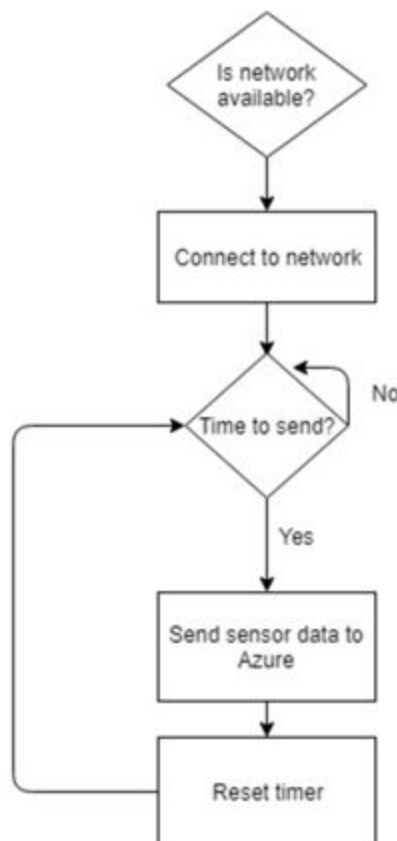 Is network
available?
Connect to network
No
Time to send?
Yes
Send sensor data to
Azure
Reset timer